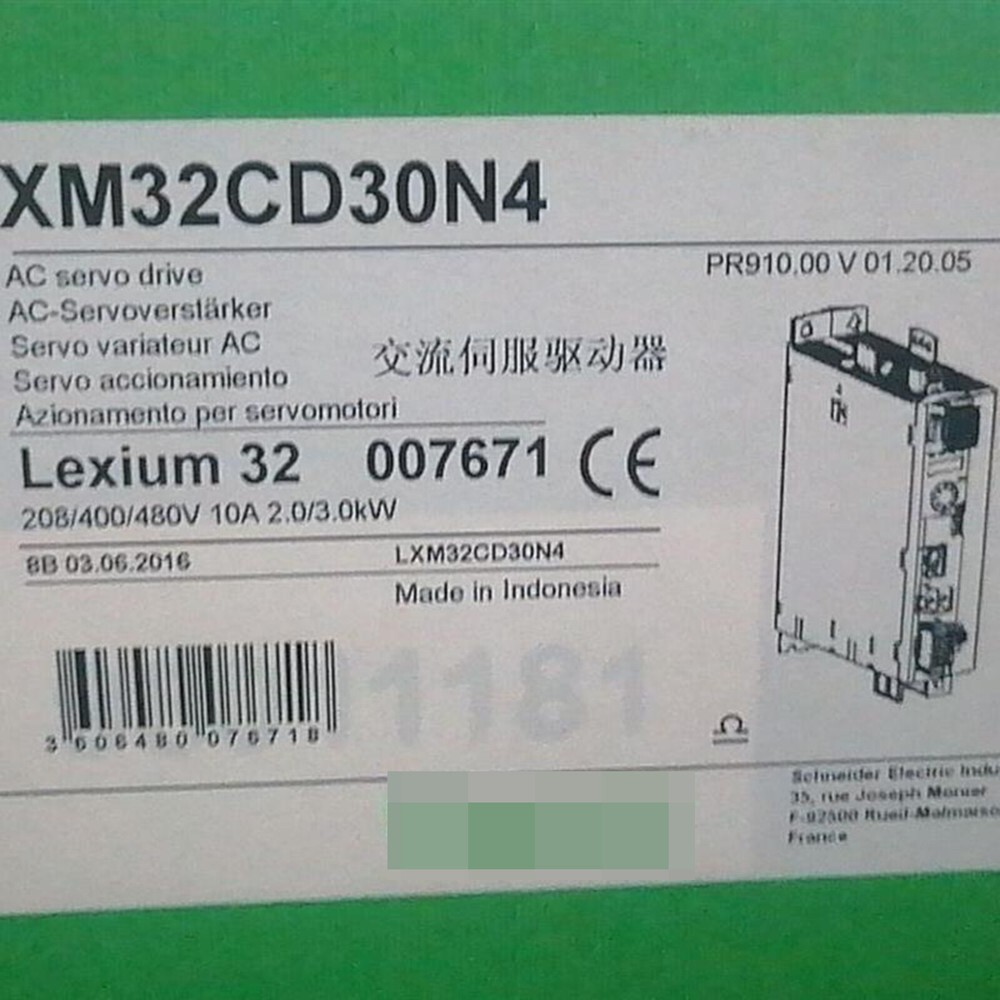 XM32CD30N4
PR910.00 V 01.20.05
AC servo drive
AC-Servoverstärker
Servo variateur AC
Servo accionamiento
Azionamento per servomotori
交流伺服驱动器
Lexium 32 007671 CE
208/400/480V 10A 2.0/3.0kW
8B 03.06.2016 LXM32CD30N4
Made in Indonesia
1181
3 606480 076718
Schneider Electric Indu
35, rue Joseph Monier
F-92500 Rueil-Malmaiso
France